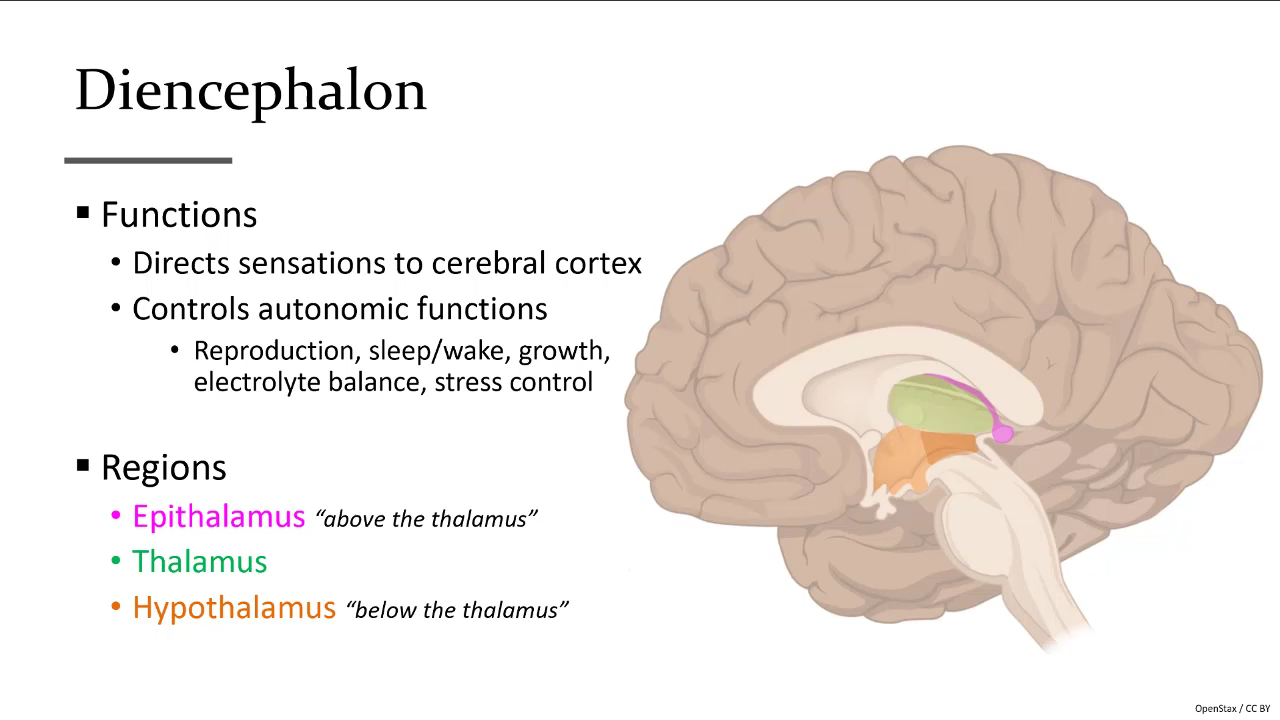 Diencephalon
▪ Functions
• Directs sensations to cerebral cortex
• Controls autonomic functions
• Reproduction, sleep/wake, growth,
electrolyte balance, stress control
▪ Regions
• Epithalamus “above the thalamus”
• Thalamus
• Hypothalamus “below the thalamus”
OpenStax / CC BY